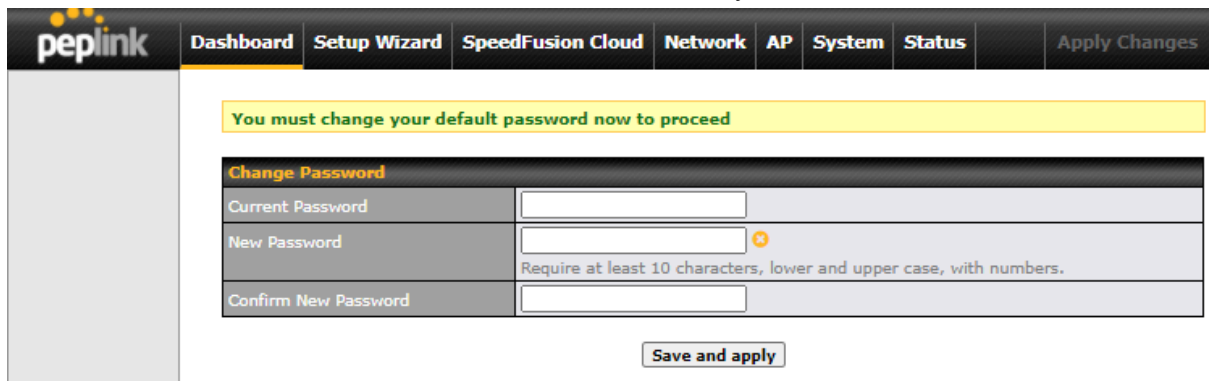 peplink Dashboard Setup Wizard SpeedFusion Cloud Network AP System Status Apply Changes
You must change your default password now to proceed
Change Password
Current Password
New Password
Require at least 10 characters, lower and upper case, with numbers.
Confirm New Password
Save and apply